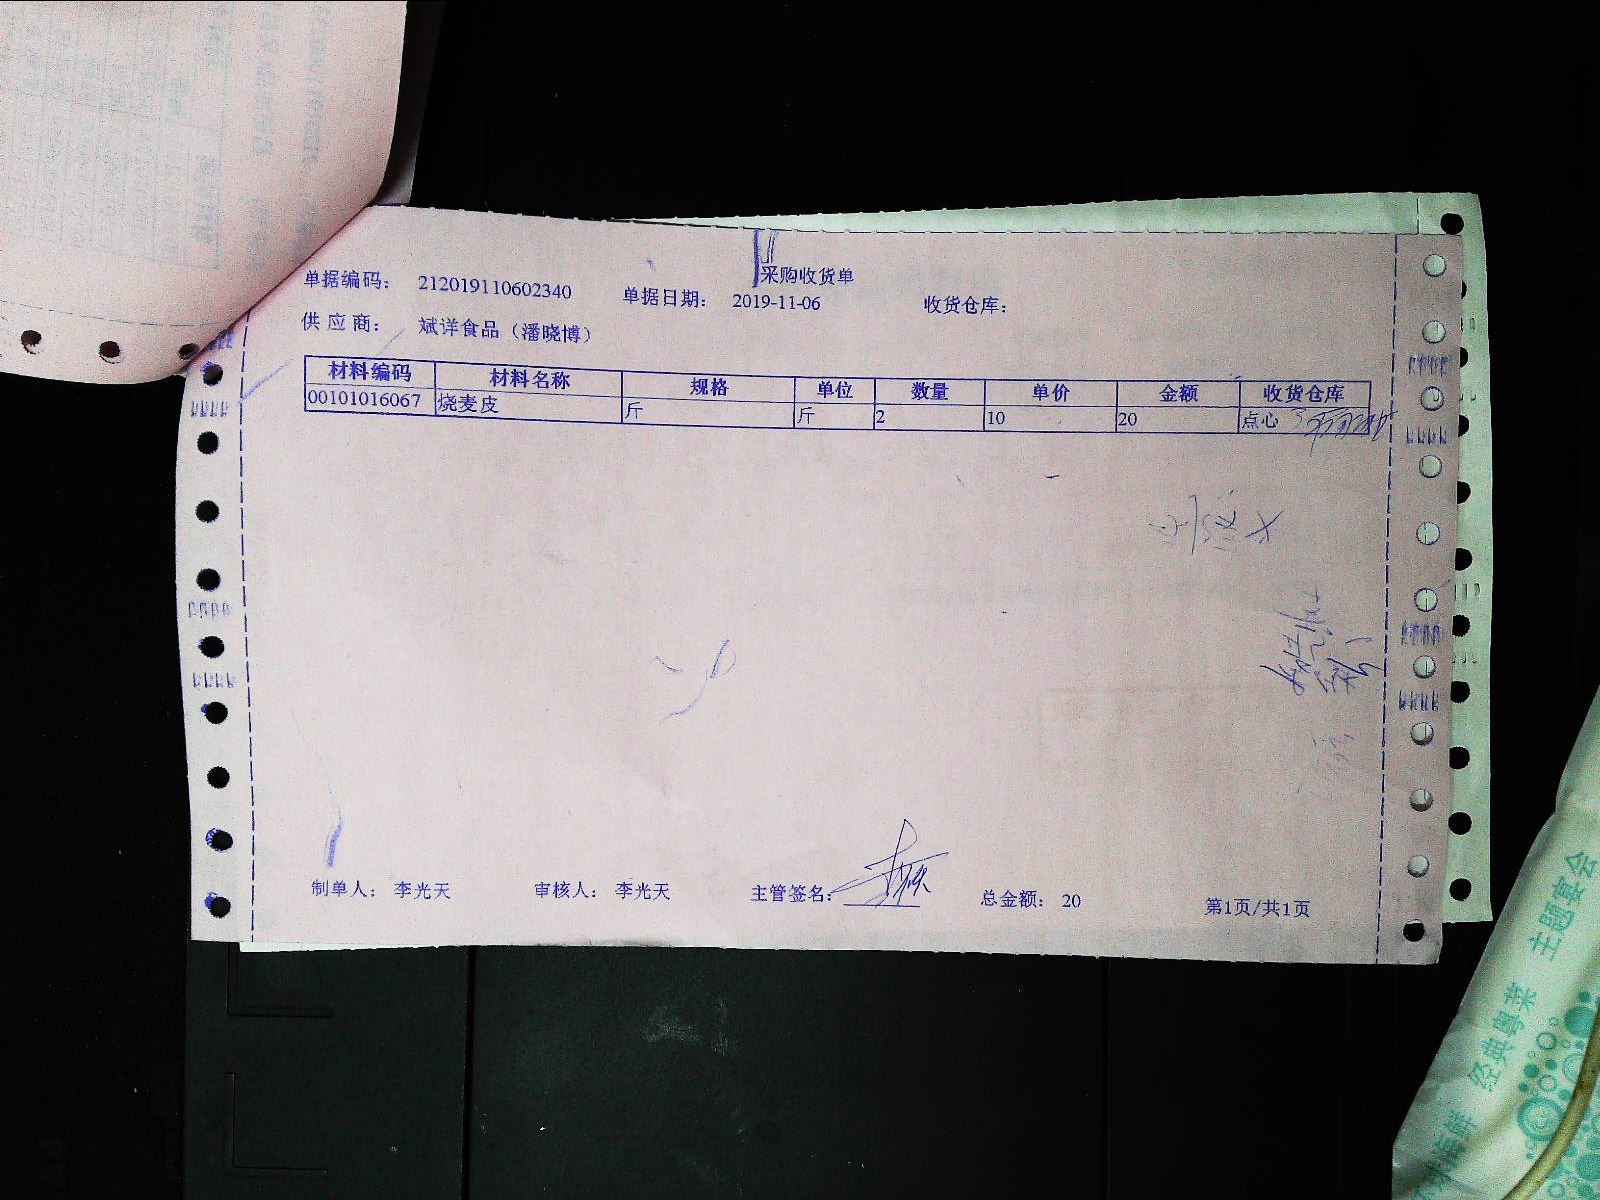 采购收货单
单据编码： 212019110602340 单据日期： 2019-11-06 收货仓库：
供 应 商： 斌洋食品（潘晓博）
材料编码 材料名称 规格 单位 数量 单价 金额 收货仓库
00101016067 烧麦皮 斤 斤 2 10 20 点心
制单人： 李光天 审核人： 李光天 主管签名： 总金额： 20 第1页/共1页
经典粤菜 主题宴会